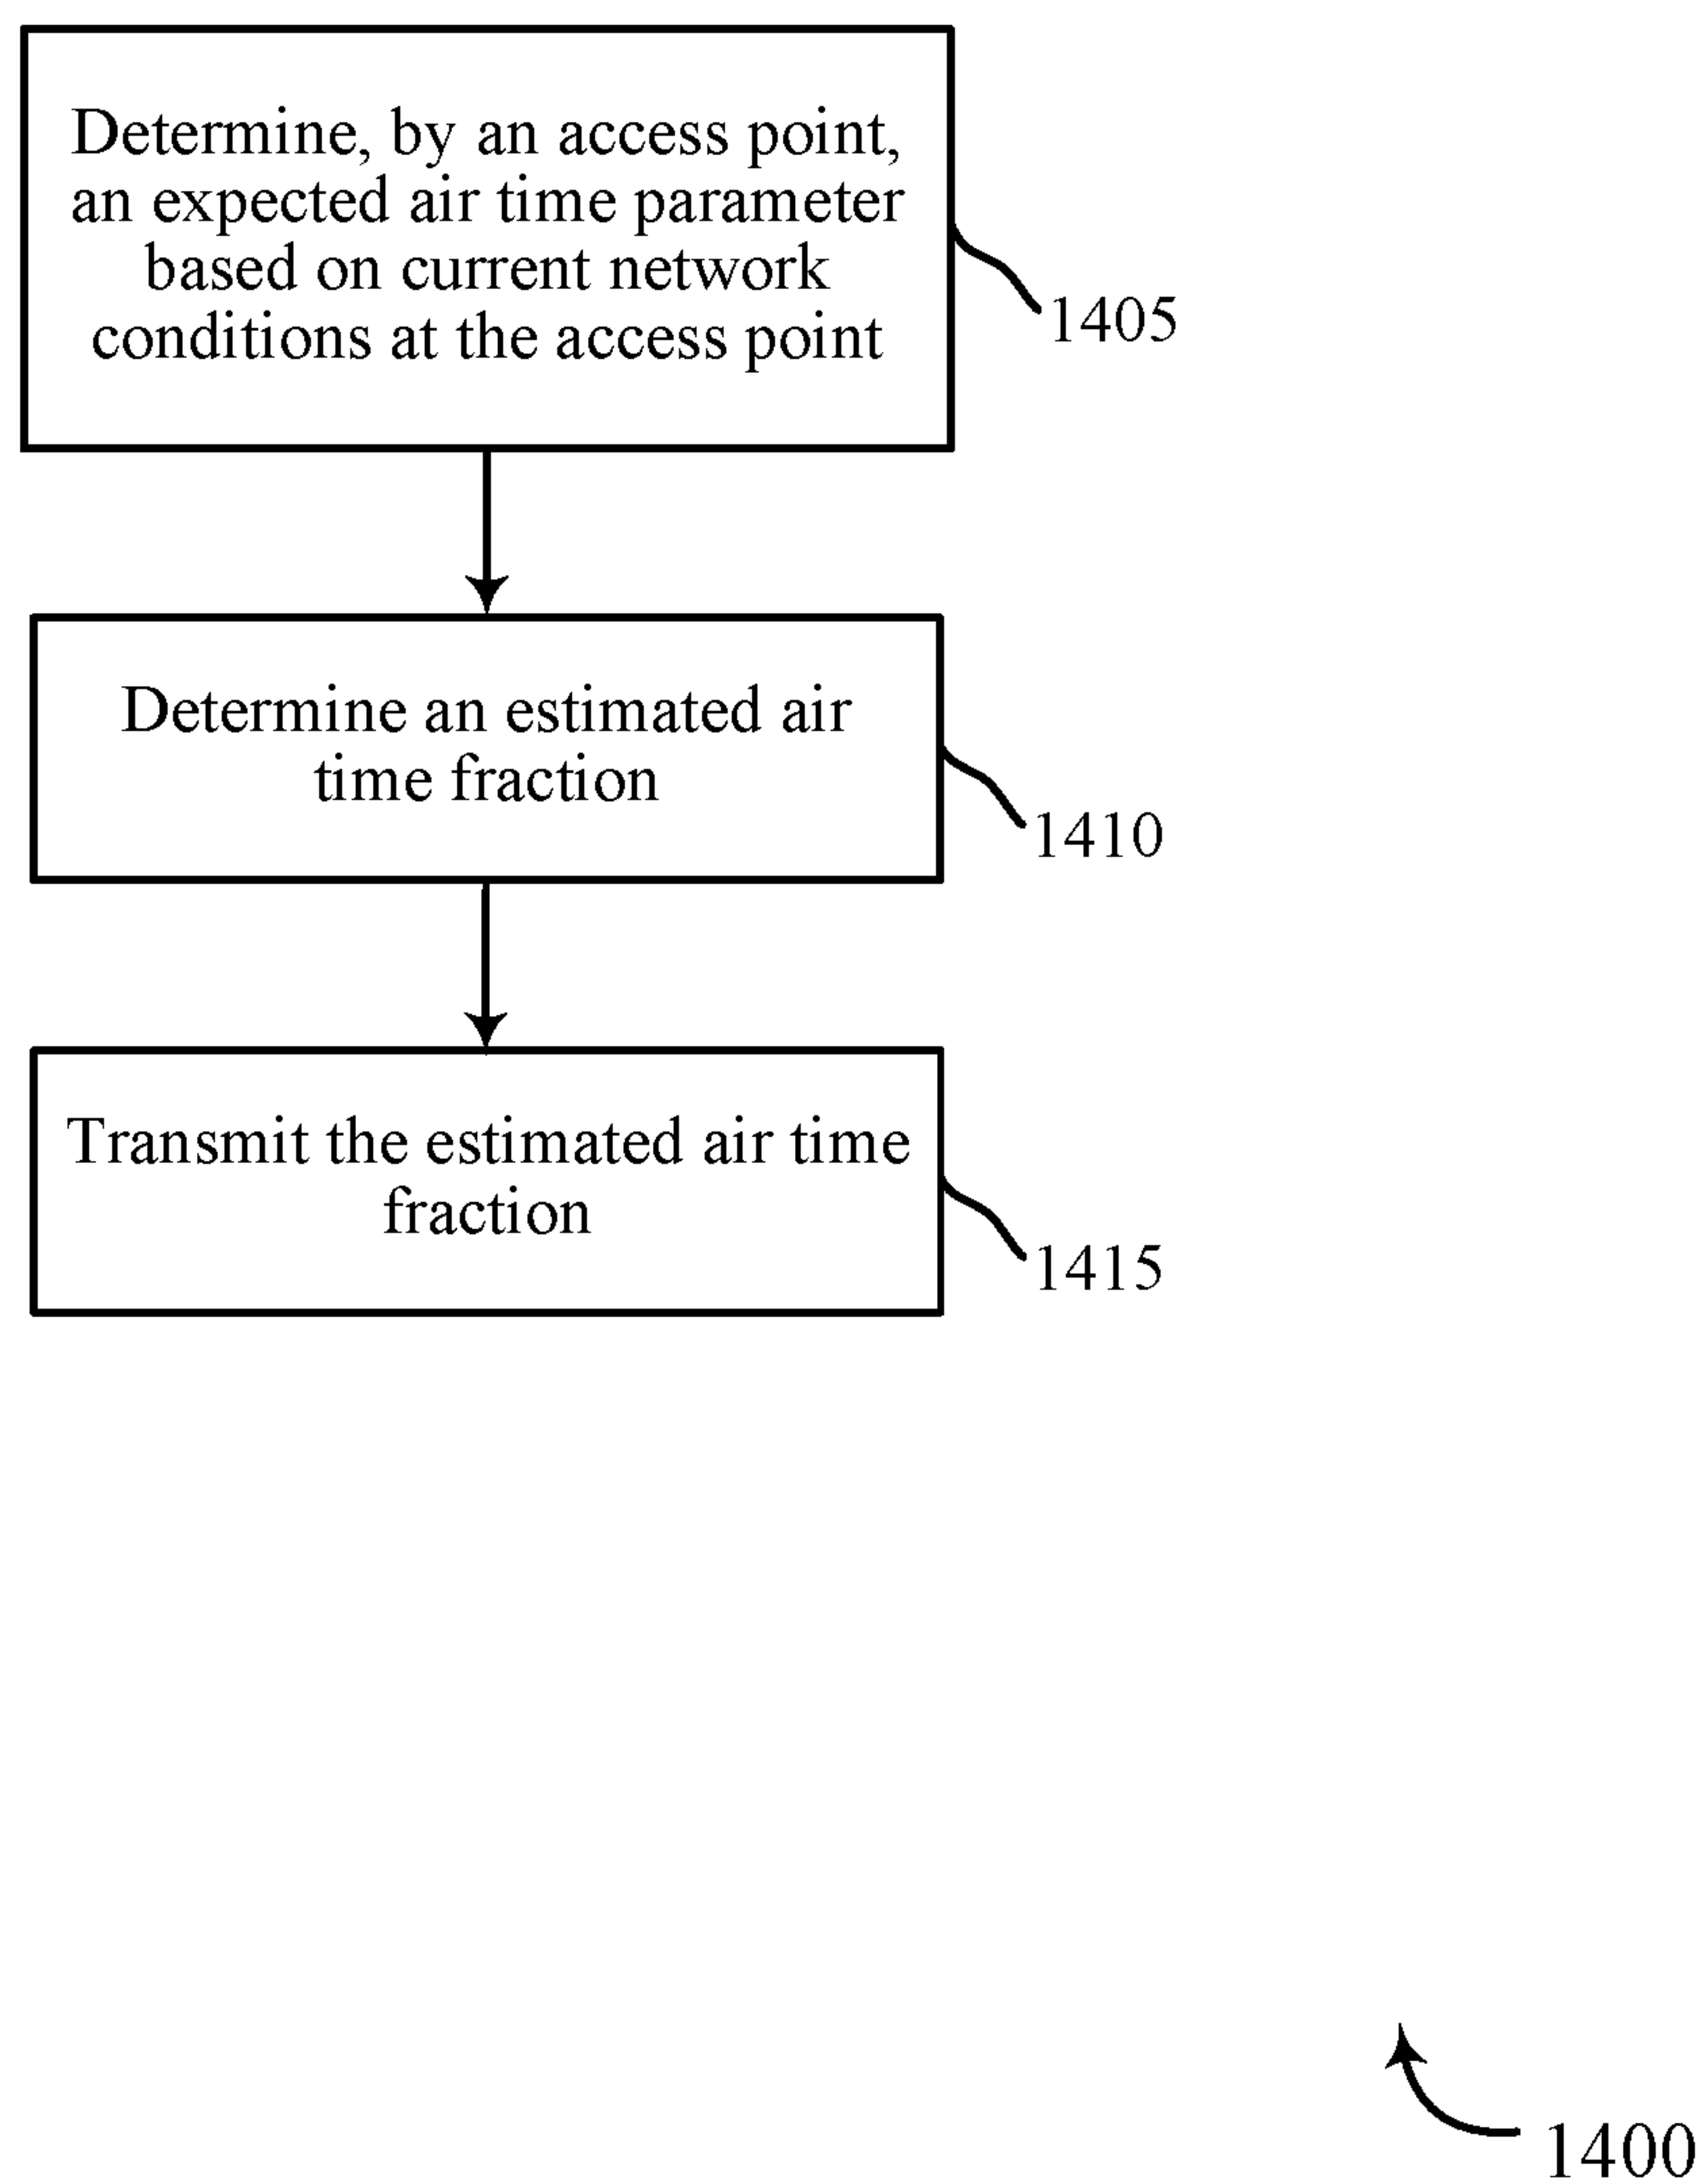 Determine, by an access point,
an expected air time parameter
based on current network
conditions at the access point
1405
Determine an estimated air
time fraction
1410
Transmit the estimated air time
fraction
1415
1400